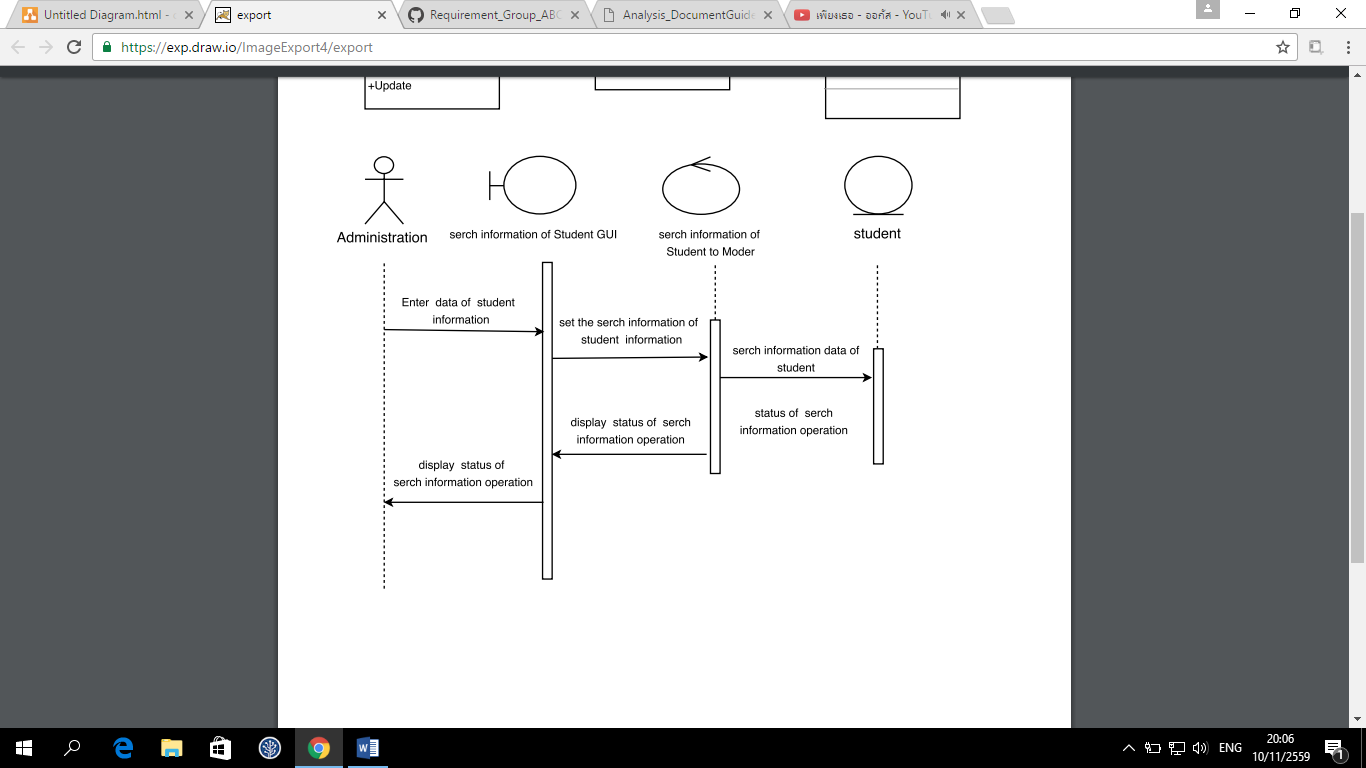 Untitled Diagram.html -
export
Requirement_Group_ABC
Analysis_DocumentGuide
เพียงเธอ - ออกัส - YouTu
https://exp.draw.io/ImageExport4/export
+Update
Administration
serch information of Student GUI
serch information of
Student to Moder
student
Enter data of student
information
set the serch information of
student information
serch information data of
student
status of serch
information operation
display status of serch
information operation
display status of
serch information operation
ENG
20:06
10/11/2559
1